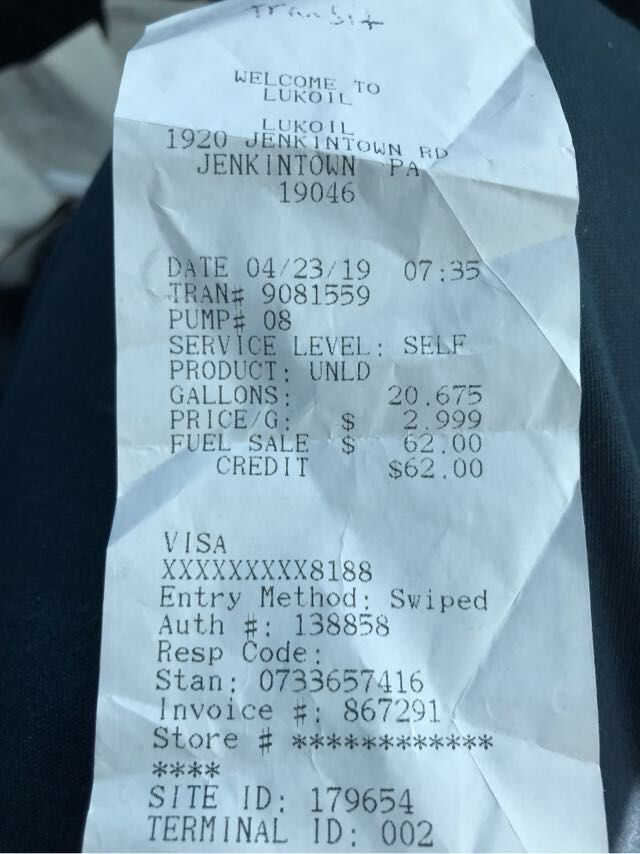 Transit
WELCOME TO
LUKOIL
LUKOIL
1920 JENKINTOWN RD
JENKINTOWN PA
19046
DATE 04/23/19 07:35
TRAN# 9081559
PUMP# 08
SERVICE LEVEL: SELF
PRODUCT: UNLD
GALLONS: 20.675
PRICE/G: $ 2.999
FUEL SALE $ 62.00
CREDIT $62.00
VISA
XXXXXXXXX8188
Entry Method: Swiped
Auth #: 138858
Resp Code:
Stan: 0733657416
Invoice #: 867291
Store # *************
****
SITE ID: 179654
TERMINAL ID: 002